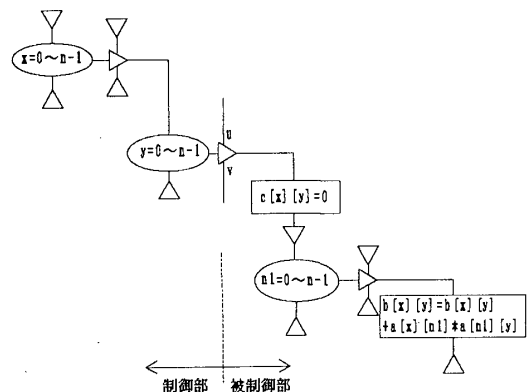 x=0～n-1
u
y=0～n-1
v
c[x][y]=0
n1=0～n-1
b[x][y]=b[x][y]
+a[x][n1]*a[n1][y]
制御部 被制御部